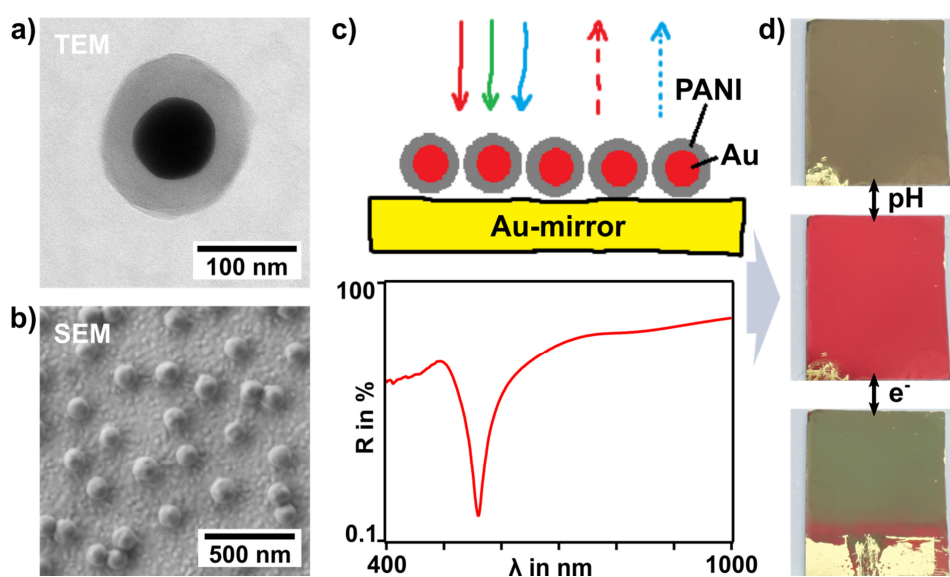 a)
TEM
100 nm
b)
SEM
500 nm
c)
PANI
Au
Au-mirror
100
R in %
0.1
400
λ in nm
1000
d)
pH
e⁻